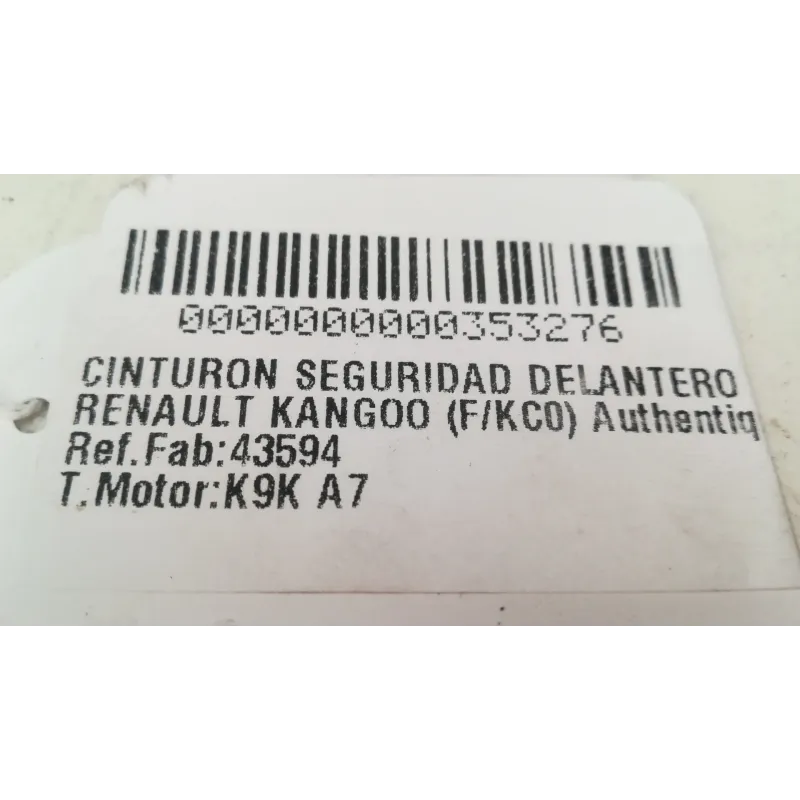 0000000000353276
CINTURON SEGURIDAD DELANTERO
RENAULT KANGOO (F/KC0) Authentiq
Ref.Fab:43594
T.Motor:K9K A7